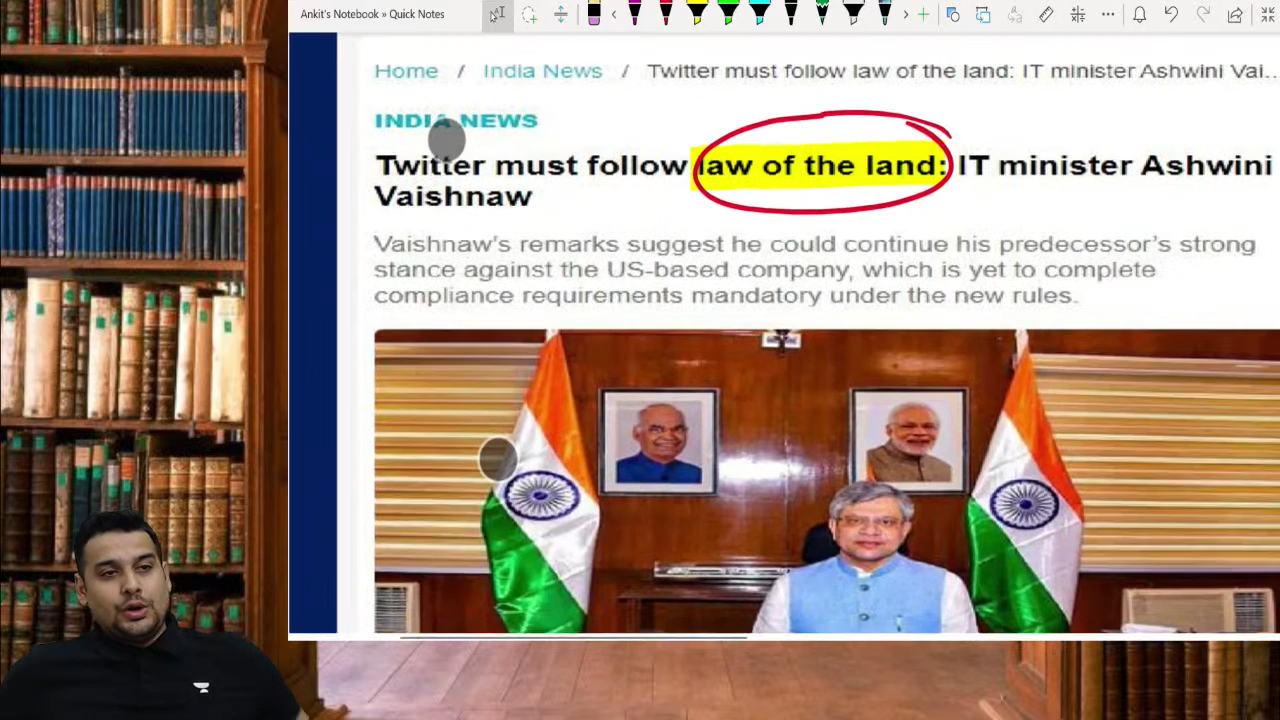 Ankit's Notebook » Quick Notes
Home / India News / Twitter must follow law of the land: IT minister Ashwini Vai...
INDIA NEWS
Twitter must follow law of the land: IT minister Ashwini
Vaishnaw
Vaishnaw's remarks suggest he could continue his predecessor's strong
stance against the US-based company, which is yet to complete
compliance requirements mandatory under the new rules.